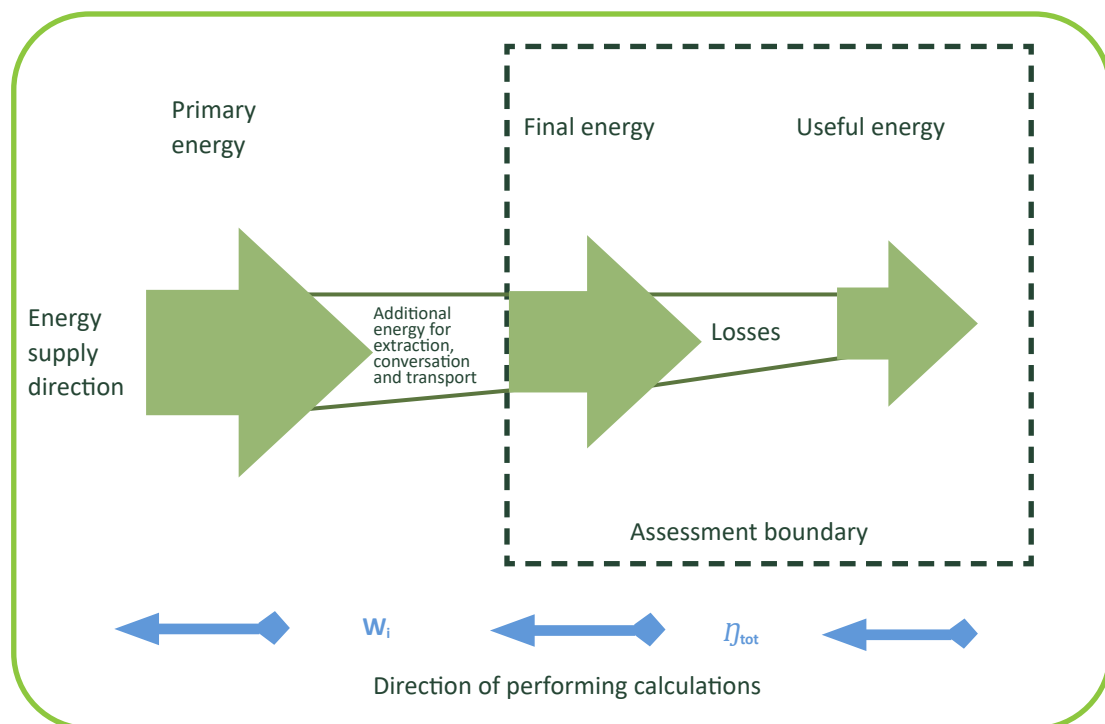 Primary
energy
Final energy
Useful energy
Energy
supply
direction
Additional
energy for
extraction,
conversation
and transport
Losses
Assessment boundary
Wi
ηtot
Direction of performing calculations